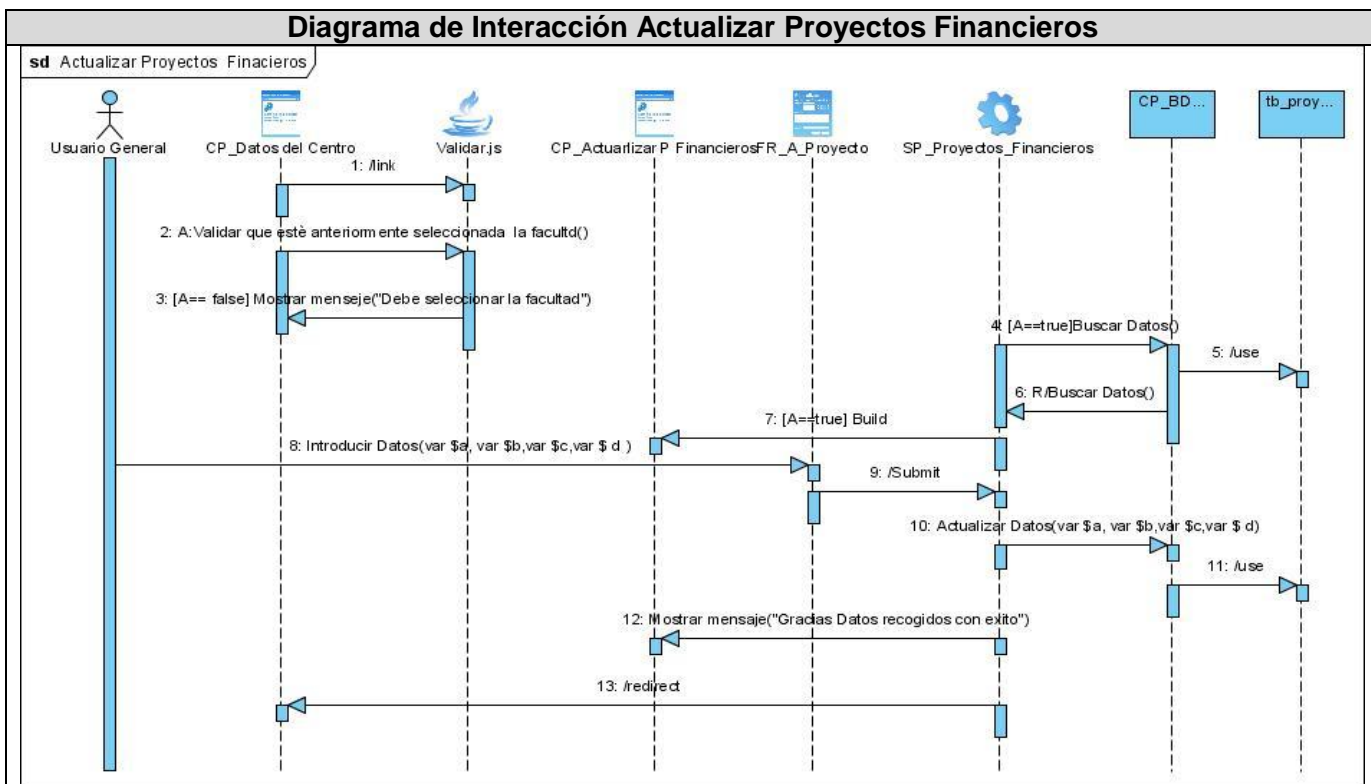 Diagrama de Interacción Actualizar Proyectos Financieros
sd Actualizar Proyectos Finacieros
CP_BD...
tb_proy...
Usuario General
CP_Datos del Centro
Validar.js
CP_Actuarlizar P Financieros
FR_A_Proyecto
SP_Proyectos_Financieros
1: /link
2: A:Validar que estè anteriormente seleccionada la facultd()
3: [A== false] Mostrar menseje("Debe seleccionar la facultad")
4: [A==true]Buscar Datos()
5: /use
6: R/Buscar Datos()
7: [A==true] Build
8: Introducir Datos(var $a, var $b,var $c,var $ d )
9: /Submit
10: Actualizar Datos(var $a, var $b,var $c,var $ d)
11: /use
12: Mostrar mensaje("Gracias Datos recogidos con exito")
13: /redirect